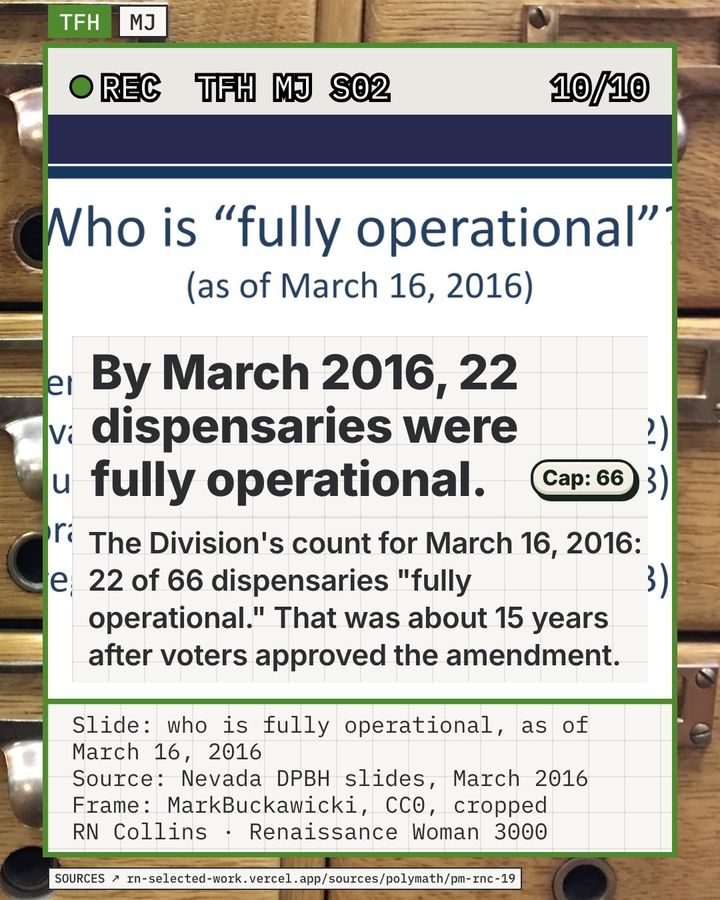 TFH MJ
REC TFH MJ S02 10/10
Who is “fully operational”?
(as of March 16, 2016)
By March 2016, 22
dispensaries were
fully operational.
Cap: 66
The Division's count for March 16, 2016:
22 of 66 dispensaries "fully
operational." That was about 15 years
after voters approved the amendment.
Slide: who is fully operational, as of
March 16, 2016
Source: Nevada DPBH slides, March 2016
Frame: MarkBuckawicki, CC0, cropped
RN Collins · Renaissance Woman 3000
SOURCES ↗ rn-selected-work.vercel.app/sources/polymath/pm-rnc-19